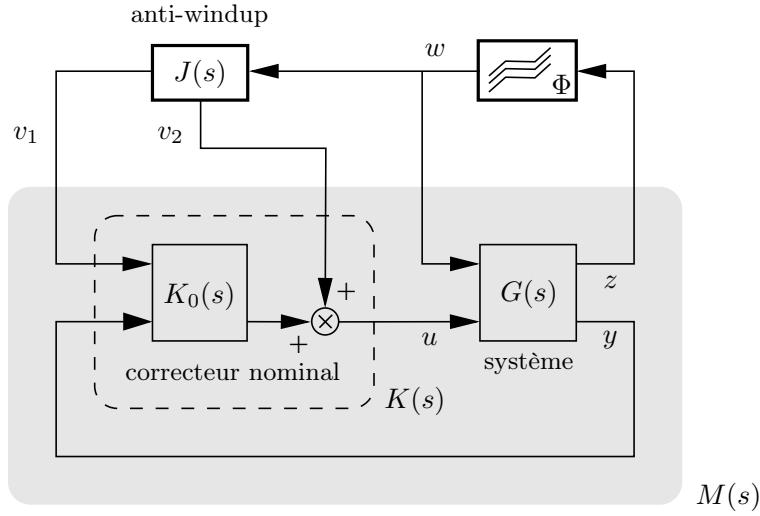 anti-windup
J(s)
w
Φ
v₁
v₂
K₀(s)
+
+
u
G(s)
z
y
correcteur nominal
système
K(s)
M(s)